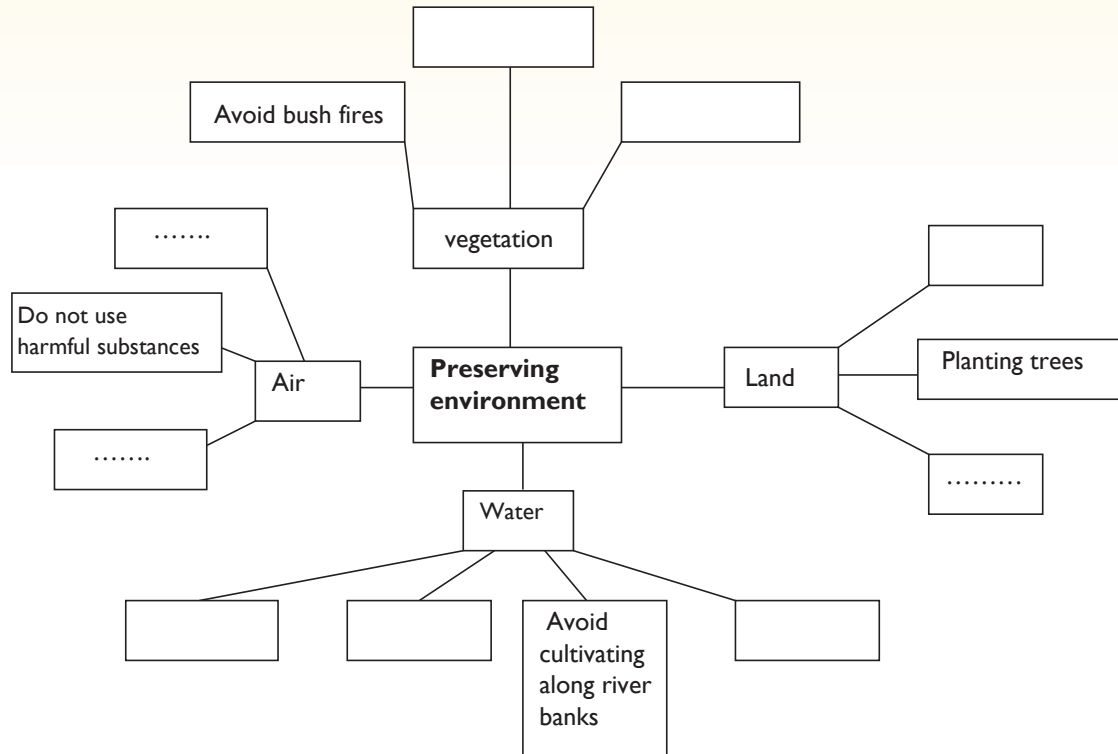 Avoid bush fires
vegetation
.......
Do not use
harmful substances
Air
.......
Preserving
environment
Land
Planting trees
.........
Water
Avoid
cultivating
along river
banks